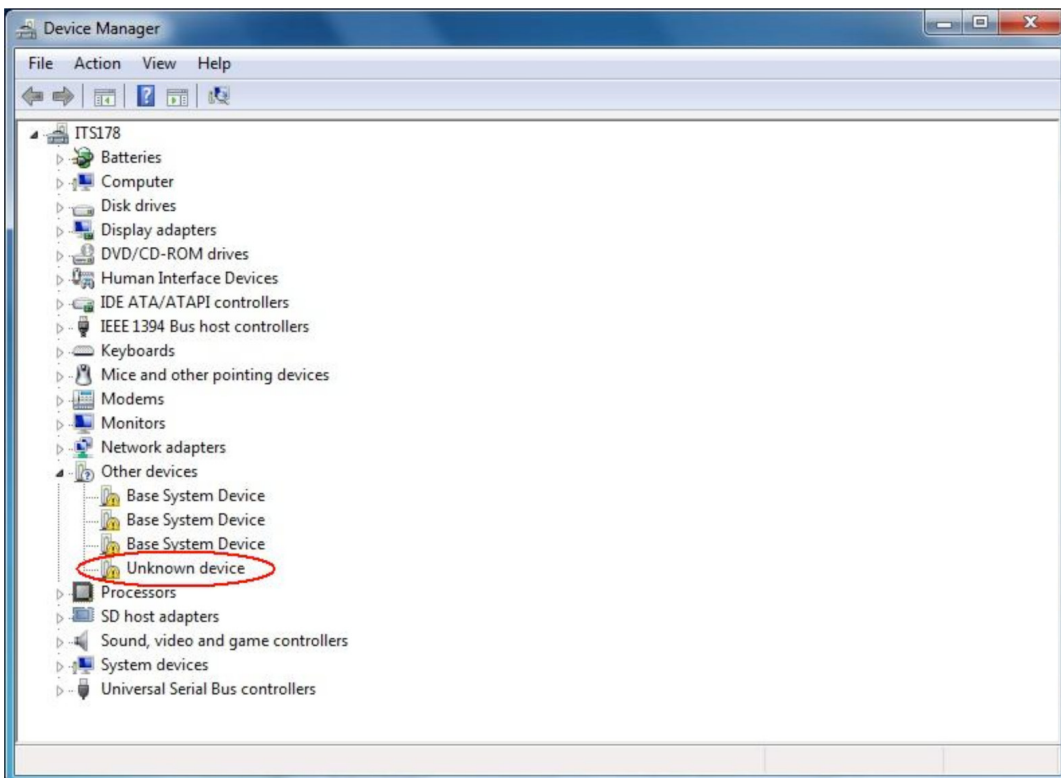 Device Manager
File Action View Help
ITS178
Batteries
Computer
Disk drives
Display adapters
DVD/CD-ROM drives
Human Interface Devices
IDE ATA/ATAPI controllers
IEEE 1394 Bus host controllers
Keyboards
Mice and other pointing devices
Modems
Monitors
Network adapters
Other devices
Base System Device
Base System Device
Base System Device
Unknown device
Processors
SD host adapters
Sound, video and game controllers
System devices
Universal Serial Bus controllers